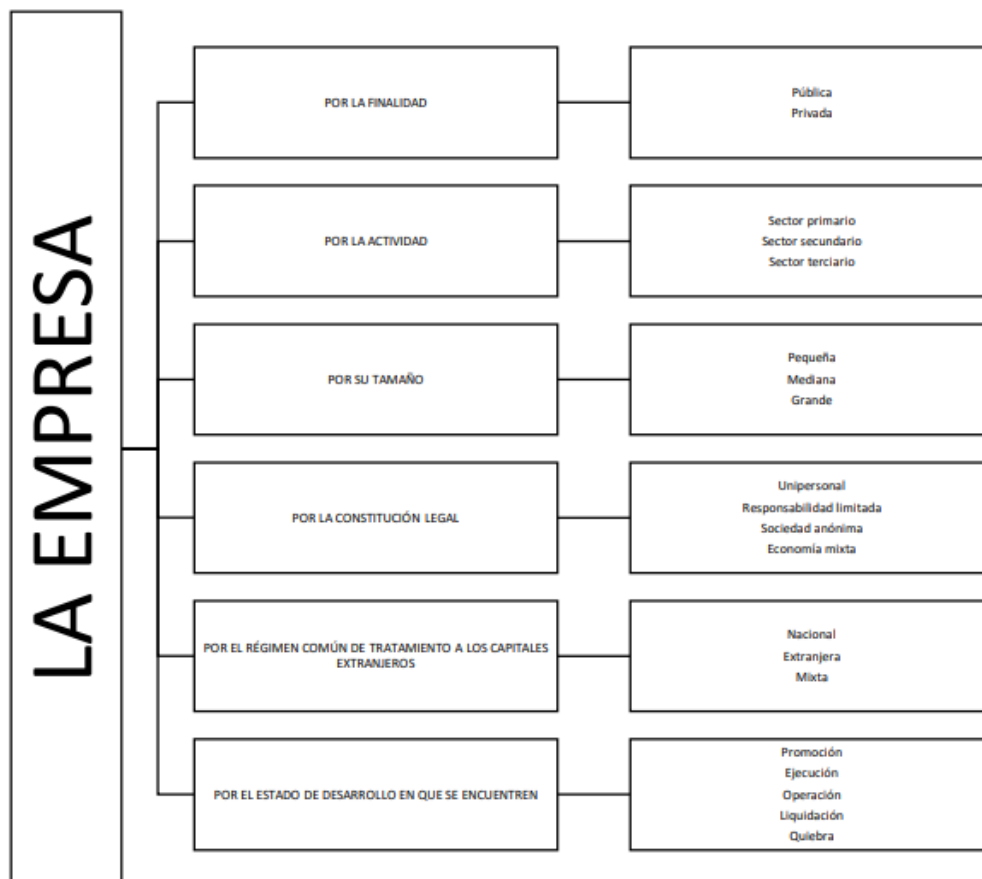 LA EMPRESA
POR LA FINALIDAD
Pública
Privada
POR LA ACTIVIDAD
Sector primario
Sector secundario
Sector terciario
POR SU TAMAÑO
Pequeña
Mediana
Grande
POR LA CONSTITUCIÓN LEGAL
Unipersonal
Responsabilidad limitada
Sociedad anónima
Economía mixta
POR EL RÉGIMEN COMÚN DE TRATAMIENTO A LOS CAPITALES
EXTRANJEROS
Nacional
Extranjera
Mixta
POR EL ESTADO DE DESARROLLO EN QUE SE ENCUENTREN
Promoción
Ejecución
Operación
Liquidación
Quiebra